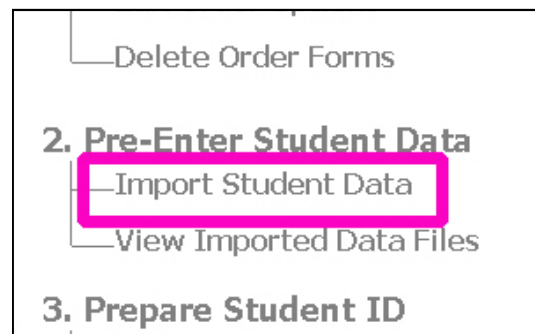 Delete Order Forms
2. Pre-Enter Student Data
Import Student Data
View Imported Data Files
3. Prepare Student ID